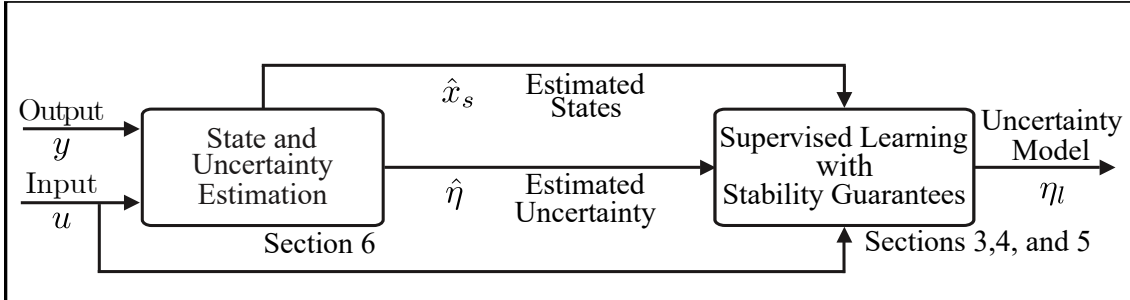 Output
y
Input
u
State and
Uncertainty
Estimation
Section 6
x̂_s
Estimated
States
η̂
Estimated
Uncertainty
Supervised Learning
with
Stability Guarantees
Sections 3,4, and 5
Uncertainty
Model
η_l